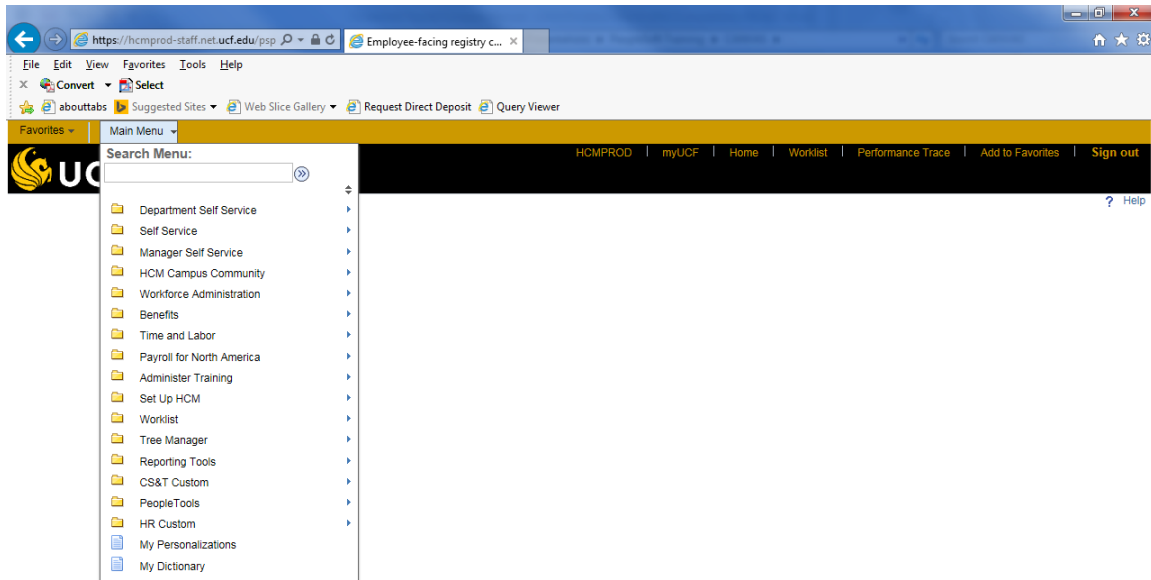 https://hcmprod-staff.net.ucf.edu/psp
Employee-facing registry c...
File Edit View Favorites Tools Help
x Convert Select
abouttabs Suggested Sites Web Slice Gallery Request Direct Deposit Query Viewer
Favorites Main Menu
UC
HCMPROD | myUCF | Home | Worklist | Performance Trace | Add to Favorites | Sign out
? Help
Search Menu:
Department Self Service
Self Service
Manager Self Service
HCM Campus Community
Workforce Administration
Benefits
Time and Labor
Payroll for North America
Administer Training
Set Up HCM
Worklist
Tree Manager
Reporting Tools
CS&T Custom
PeopleTools
HR Custom
My Personalizations
My Dictionary